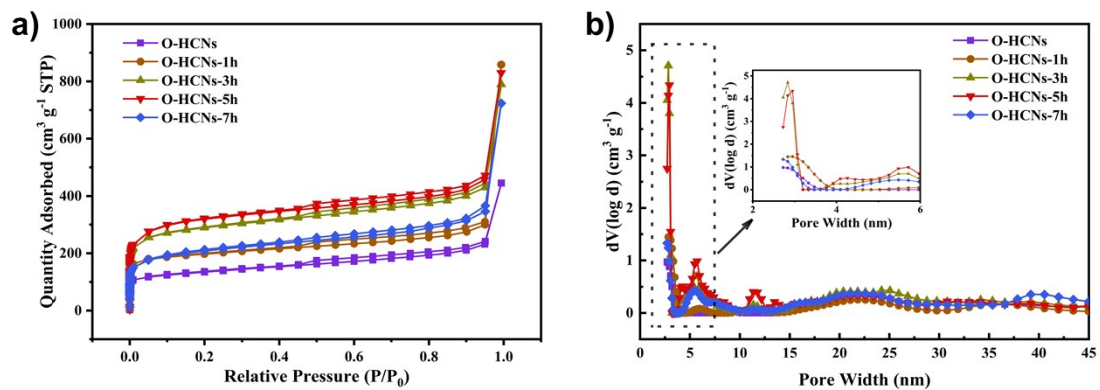 a)
1000
800
600
400
200
0
0.0
0.2
0.4
0.6
0.8
1.0
Quantity Adsorbed (cm³ g⁻¹ STP)
Relative Pressure (P/P₀)
O-HCNs
O-HCNs-1h
O-HCNs-3h
O-HCNs-5h
O-HCNs-7h
b)
5
4
3
2
1
0
0
5
10
15
20
25
30
35
40
45
dV(log d) (cm³ g⁻¹)
Pore Width (nm)
5
4
3
2
1
0
2
4
6
dV(log d) (cm³ g⁻¹)
Pore Width (nm)
O-HCNs
O-HCNs-1h
O-HCNs-3h
O-HCNs-5h
O-HCNs-7h